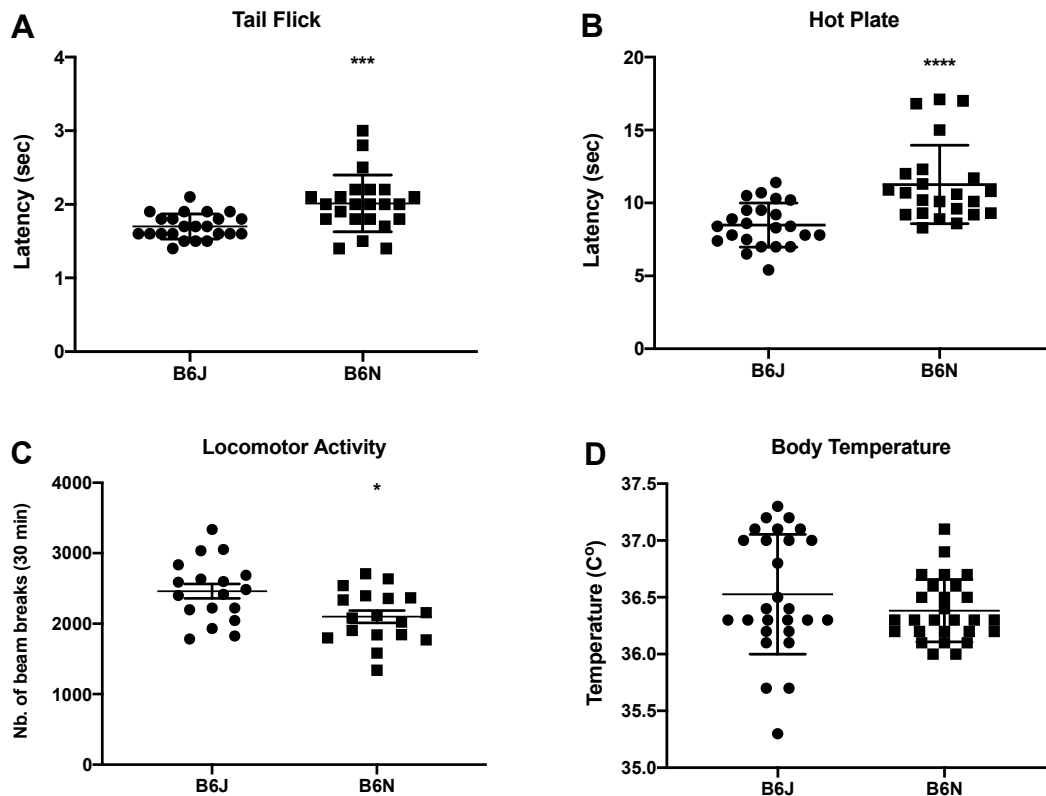 A
Tail Flick
***
4
3
2
1
0
Latency (sec)
B6J
B6N
B
Hot Plate
****
20
15
10
5
0
Latency (sec)
B6J
B6N
C
Locomotor Activity
*
4000
3000
2000
1000
0
Nb. of beam breaks (30 min)
B6J
B6N
D
Body Temperature
37.5
37.0
36.5
36.0
35.5
35.0
Temperature (Cº)
B6J
B6N